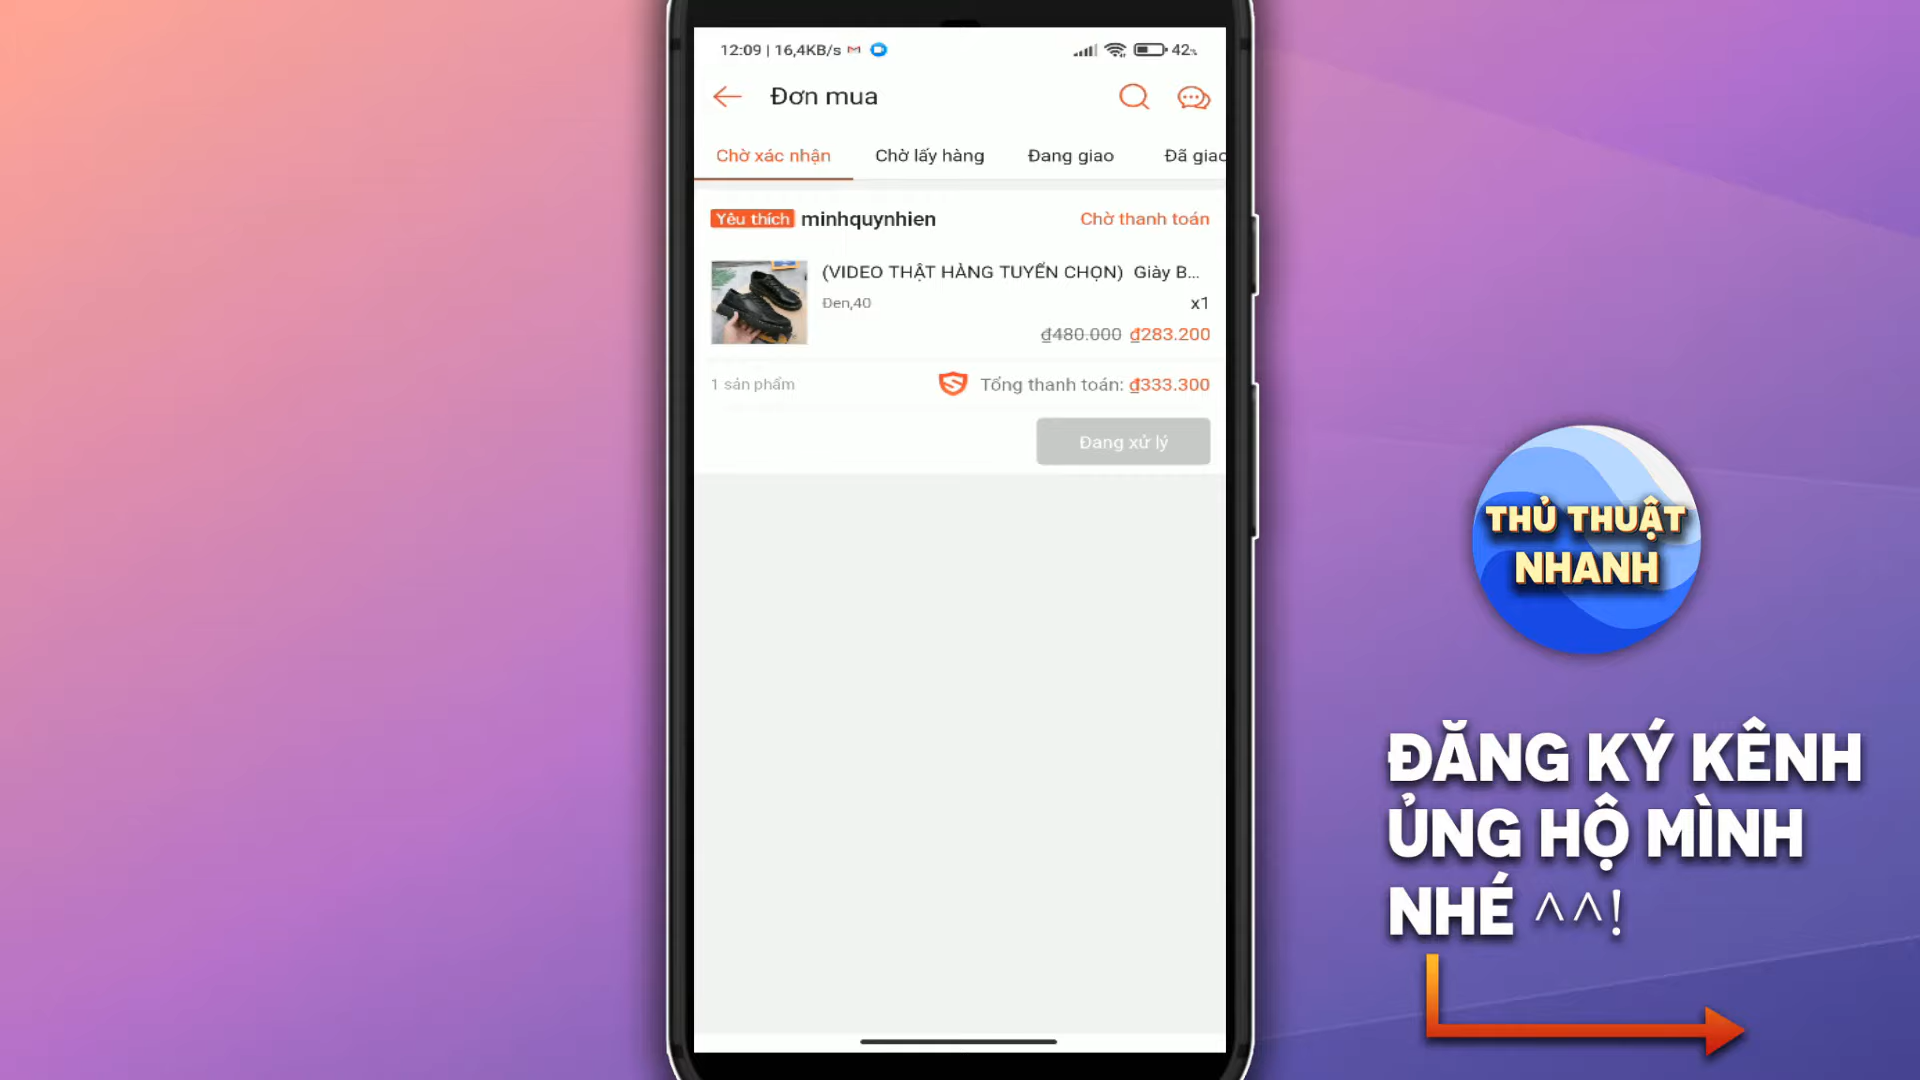 12:09 | 16,4KB/s
42%
Đơn mua
Chờ xác nhận
Chờ lấy hàng
Đang giao
Đã giao
Yêu thích minhquynhien
Chờ thanh toán
(VIDEO THẬT HÀNG TUYỂN CHỌN) Giày B...
Đen,40
x1
₫480.000 ₫283.200
1 sản phẩm
Tổng thanh toán: ₫333.300
Đang xử lý
THỦ THUẬT
NHANH
ĐĂNG KÝ KÊNH
ỦNG HỘ MÌNH
NHÉ ^^!